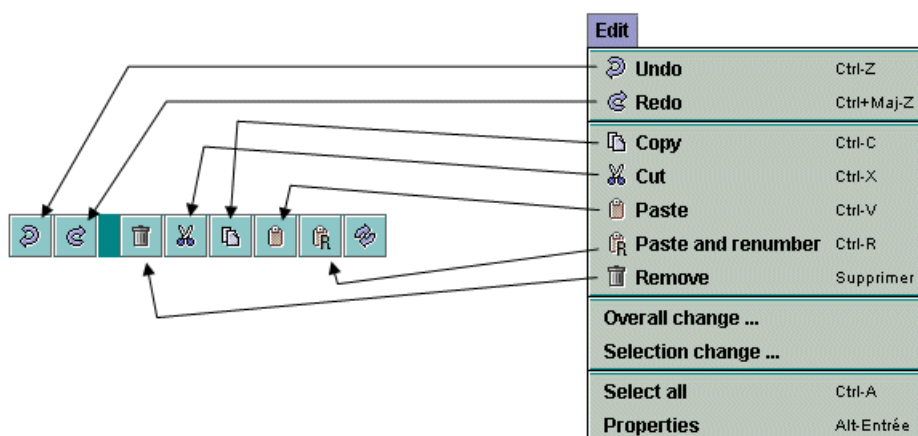 Edit
Undo Ctrl-Z
Redo Ctrl+Maj-Z
Copy Ctrl-C
Cut Ctrl-X
Paste Ctrl-V
R Paste and renumber Ctrl-R
R
Remove Supprimer
Overall change ...
Selection change ...
Select all Ctrl-A
Properties Alt-Entrée